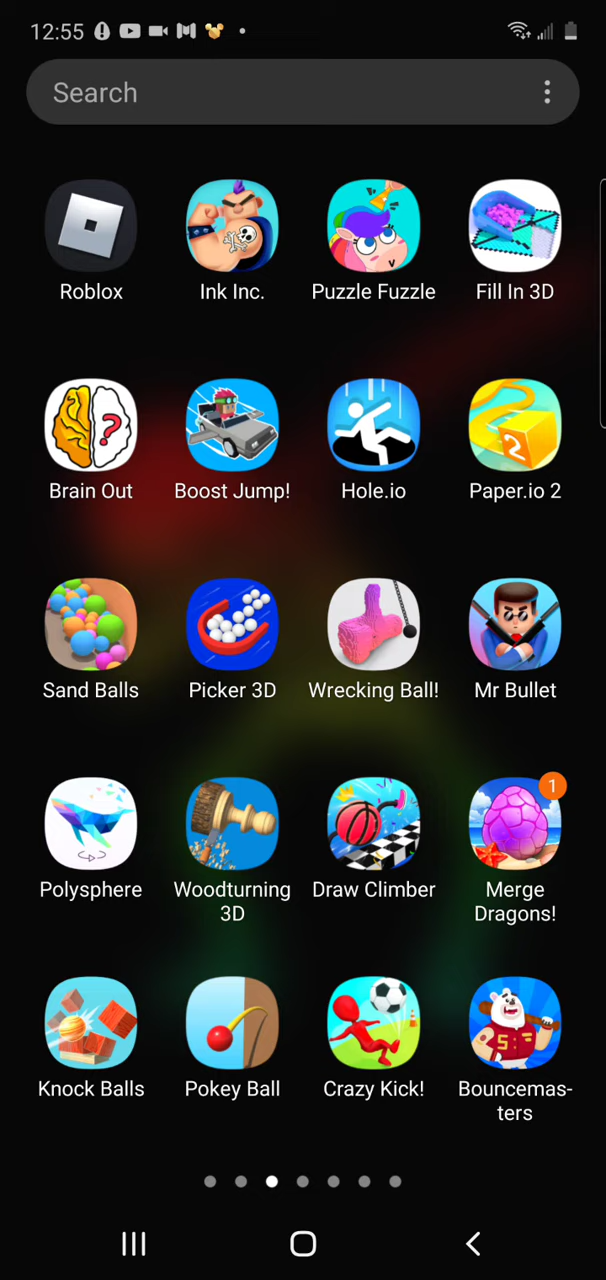 12:55
Search
Roblox
Ink Inc.
Puzzle Fuzzle
Fill In 3D
?
2
Brain Out
Boost Jump!
Hole.io
Paper.io 2
Sand Balls
Picker 3D
Wrecking Ball!
Mr Bullet
1
Polysphere
Woodturning
3D
Draw Climber
Merge
Dragons!
S
Knock Balls
Pokey Ball
Crazy Kick!
Bouncemas-
ters